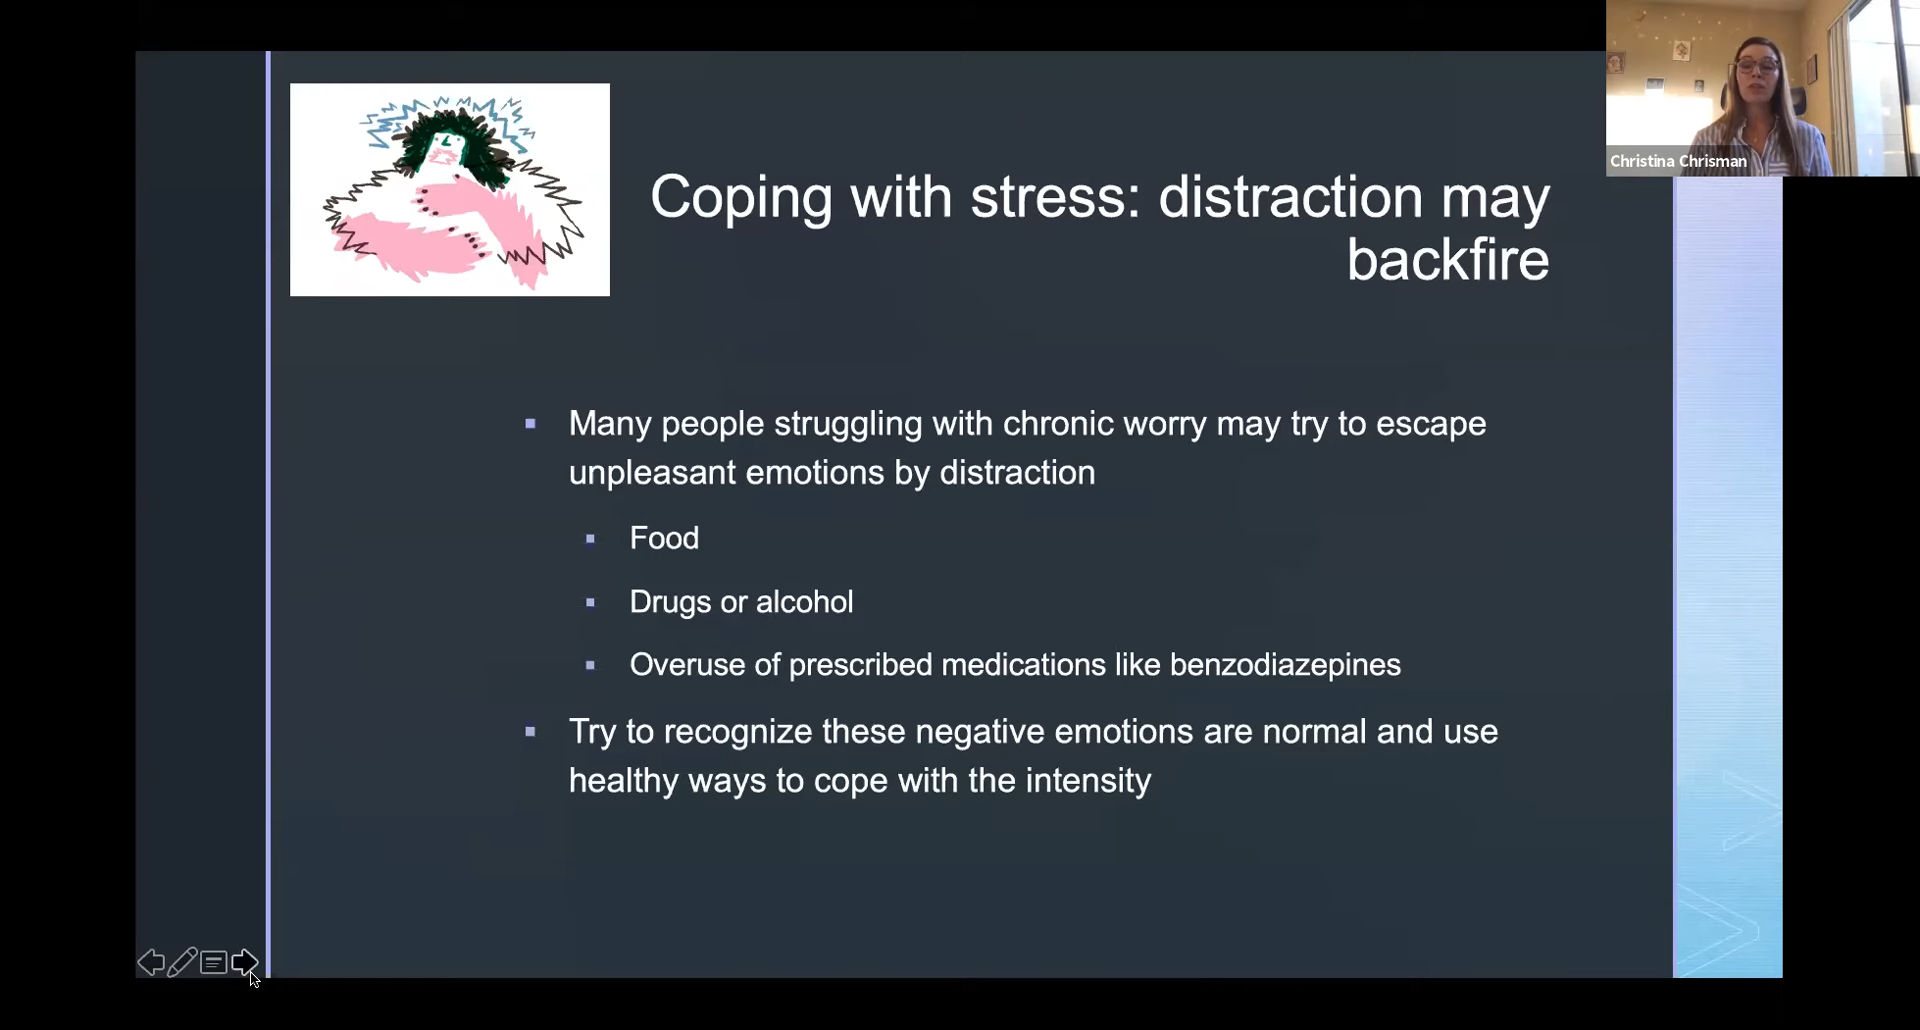 Christina Chrisman
Coping with stress: distraction may
backfire
Many people struggling with chronic worry may try to escape
unpleasant emotions by distraction
Food
Drugs or alcohol
Overuse of prescribed medications like benzodiazepines
Try to recognize these negative emotions are normal and use
healthy ways to cope with the intensity